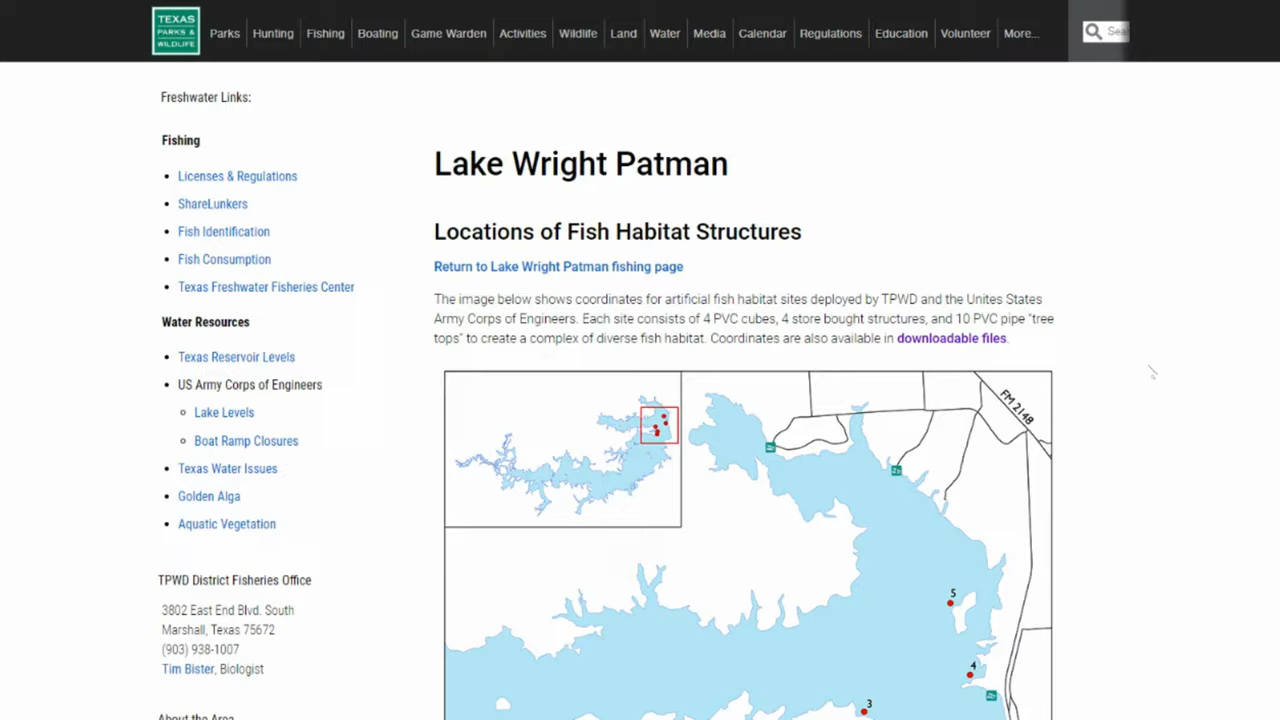 TEXAS
PARKS &
WILDLIFE
Parks Hunting Fishing Boating Game Warden Activities Wildlife Land Water Media Calendar Regulations Education Volunteer More...
Freshwater Links:
Fishing
Licenses & Regulations
ShareLunkers
Fish Identification
Fish Consumption
Texas Freshwater Fisheries Center
Water Resources
Texas Reservoir Levels
US Army Corps of Engineers
Lake Levels
Boat Ramp Closures
Texas Water Issues
Golden Alga
Aquatic Vegetation
TPWD District Fisheries Office
3802 East End Blvd. South
Marshall, Texas 75672
(903) 938-1007
Tim Bister, Biologist
About the Area
Lake Wright Patman
Locations of Fish Habitat Structures
Return to Lake Wright Patman fishing page
The image below shows coordinates for artificial fish habitat sites deployed by TPWD and the Unites States
Army Corps of Engineers. Each site consists of 4 PVC cubes, 4 store bought structures, and 10 PVC pipe "tree
tops" to create a complex of diverse fish habitat. Coordinates are also available in downloadable files.
FM 2148
5
4
3